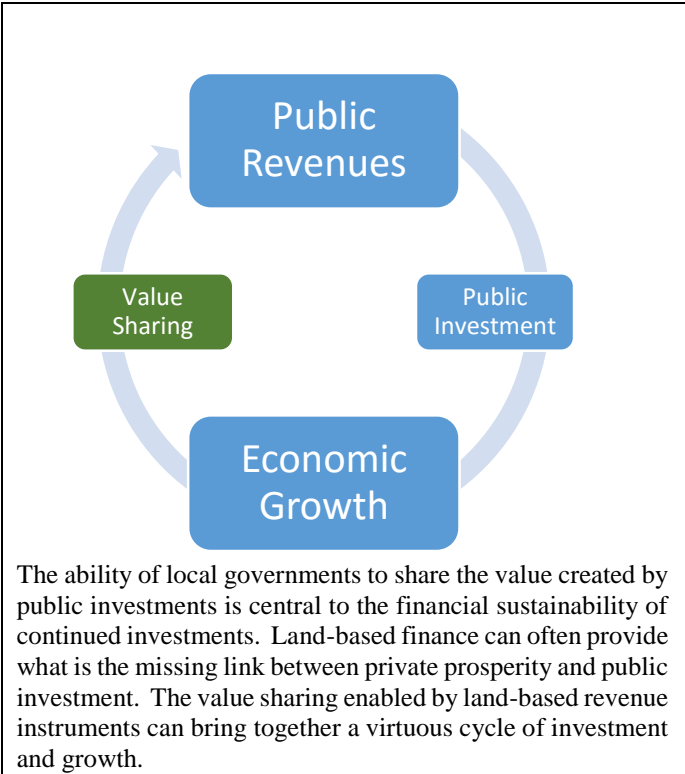 Public
Revenues
Value
Sharing
Public
Investment
Economic
Growth
The ability of local governments to share the value created by
public investments is central to the financial sustainability of
continued investments. Land-based finance can often provide
what is the missing link between private prosperity and public
investment. The value sharing enabled by land-based revenue
instruments can bring together a virtuous cycle of investment
and growth.